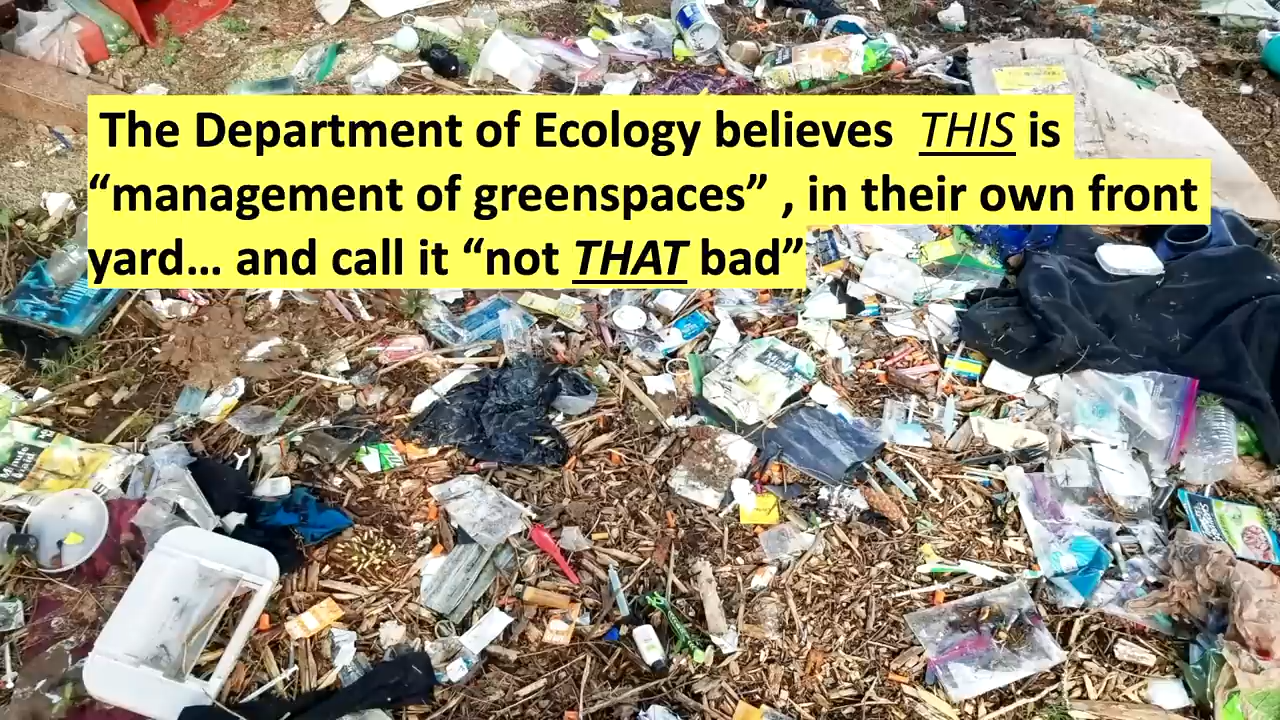 The Department of Ecology believes THIS is
“management of greenspaces” , in their own front
yard… and call it “not THAT bad”